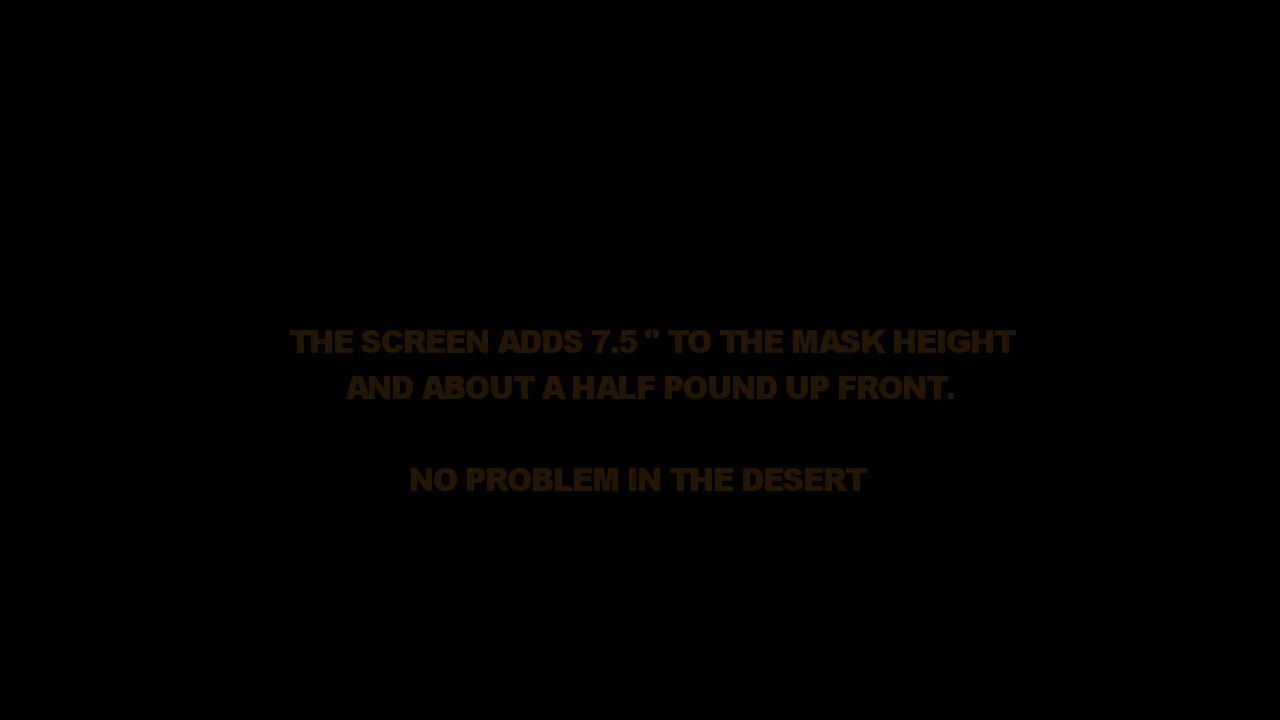 THE SCREEN ADDS 7.5 " TO THE MASK HEIGHT
AND ABOUT A HALF POUND UP FRONT.
NO PROBLEM IN THE DESERT